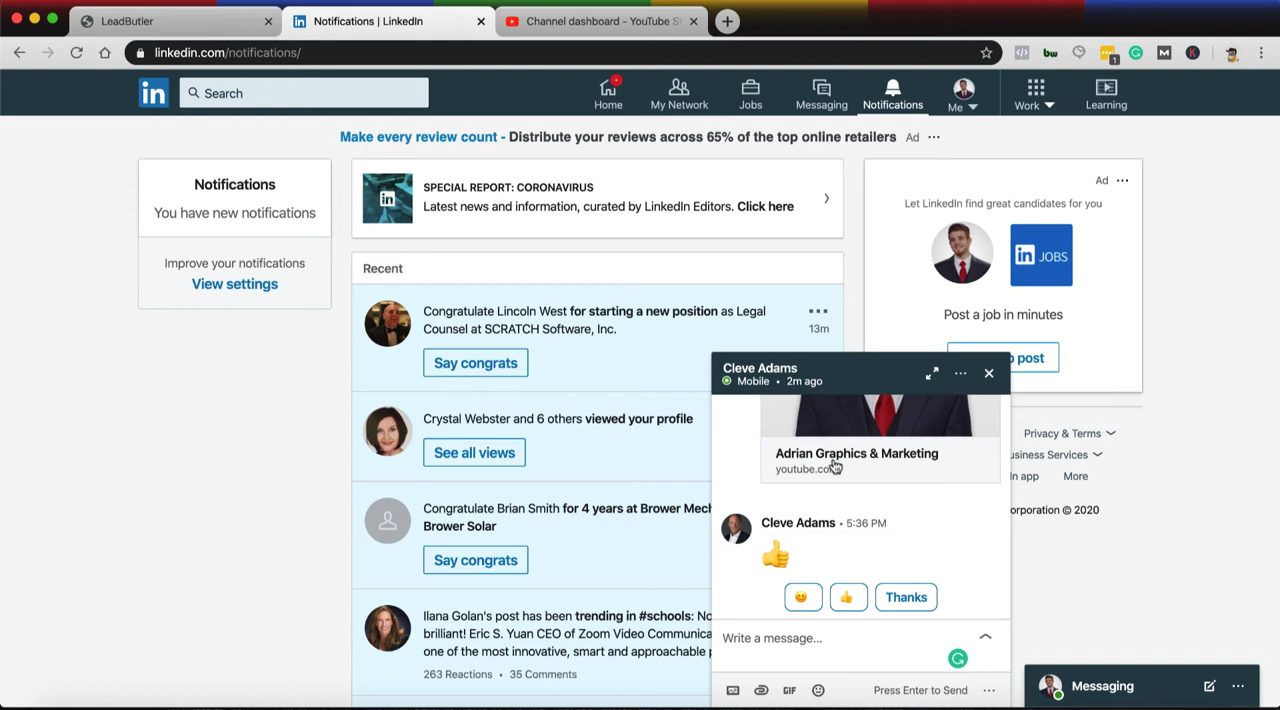 LeadButler
Notifications | LinkedIn
Channel dashboard - YouTube S
linkedin.com/notifications/
bw
1
M
K
in
Search
Home
My Network
Jobs
Messaging
Notifications
Me
Work
Learning
Make every review count - Distribute your reviews across 65% of the top online retailers Ad
Notifications
You have new notifications
Improve your notifications
View settings
in
SPECIAL REPORT: CORONAVIRUS
Latest news and information, curated by LinkedIn Editors. Click here
Recent
Congratulate Lincoln West for starting a new position as Legal
Counsel at SCRATCH Software, Inc.
13m
Say congrats
Crystal Webster and 6 others viewed your profile
See all views
Congratulate Brian Smith for 4 years at Brower Mech
Brower Solar
Say congrats
Ilana Golan's post has been trending in #schools: No
brilliant! Eric S. Yuan CEO of Zoom Video Communica
one of the most innovative, smart and approachable p
263 Reactions • 35 Comments
Ad
Let LinkedIn find great candidates for you
in JOBS
Post a job in minutes
post
Privacy & Terms
usiness Services
In app More
orporation © 2020
Cleve Adams
Mobile • 2m ago
Adrian Graphics & Marketing
youtube.co
Cleve Adams • 5:36 PM
Thanks
Write a message...
G
GIF
Press Enter to Send
Messaging